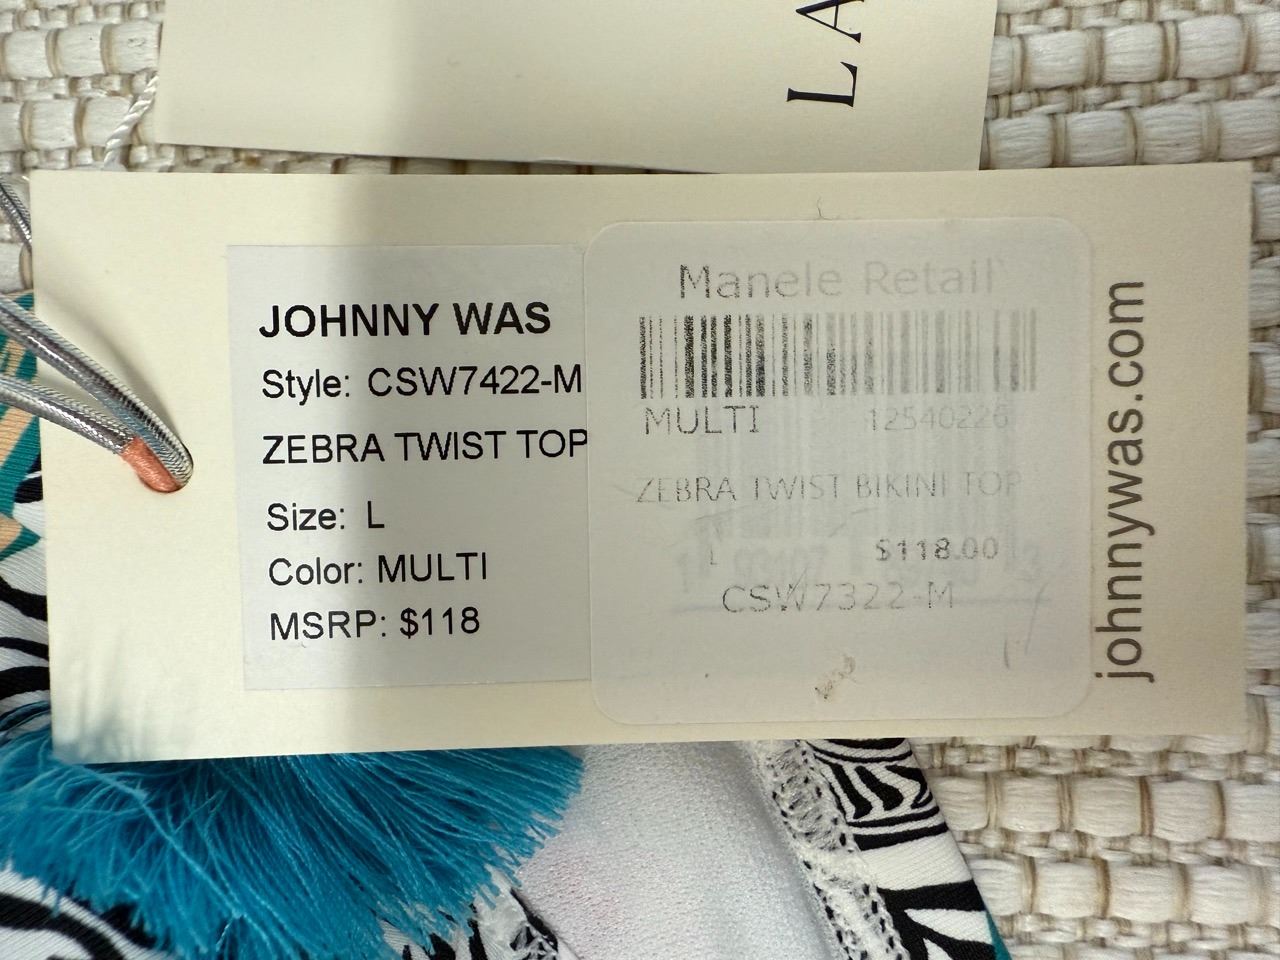 LA
JOHNNY WAS
Style: CSW7422-M
ZEBRA TWIST TOP
Size: L
Color: MULTI
MSRP: $118
Manele Retail
MULTI 12540226
ZEBRA TWIST BIKINI TOP
$118.00
CSW7322-M
johnnywas.com